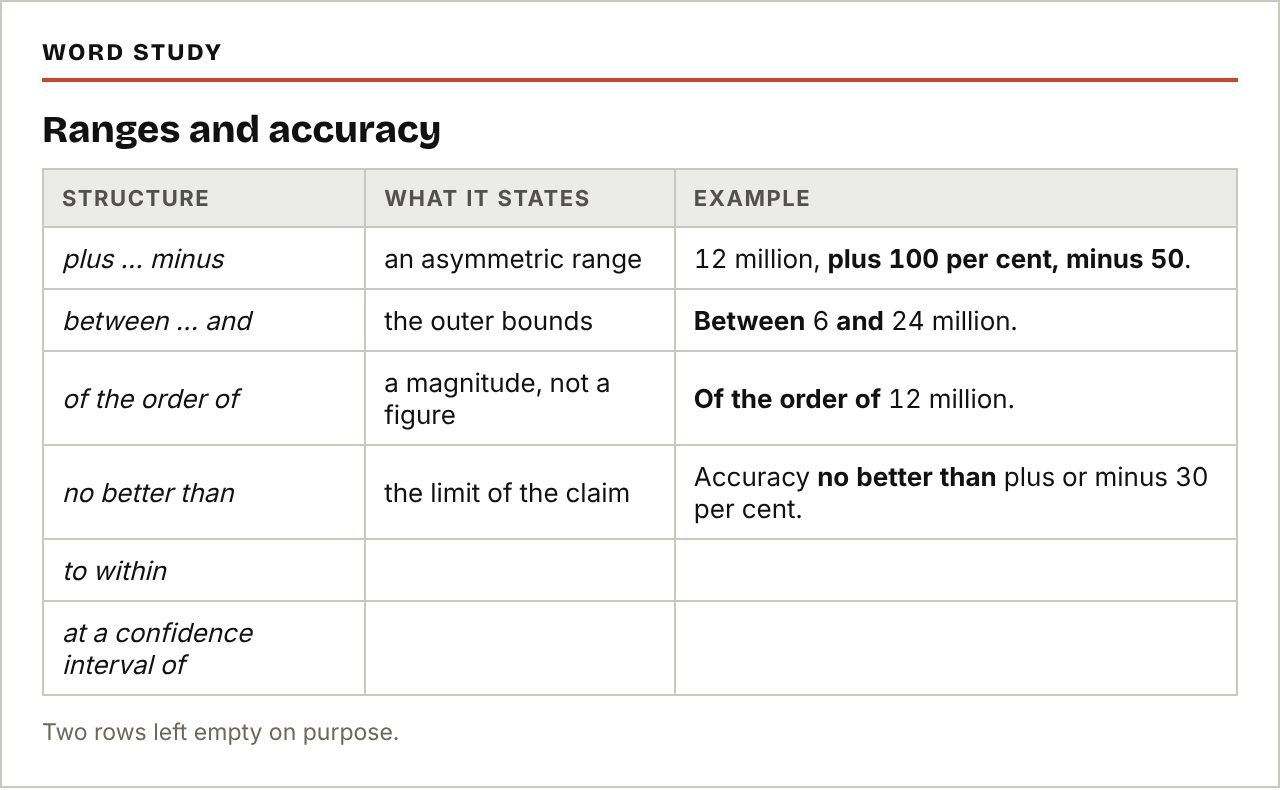 WORD STUDY
Ranges and accuracy
STRUCTURE WHAT IT STATES EXAMPLE
plus … minus an asymmetric range 12 million, plus 100 per cent, minus 50.
between … and the outer bounds Between 6 and 24 million.
of the order of a magnitude, not a
figure Of the order of 12 million.
no better than the limit of the claim Accuracy no better than plus or minus 30
per cent.
to within
at a confidence
interval of
Two rows left empty on purpose.